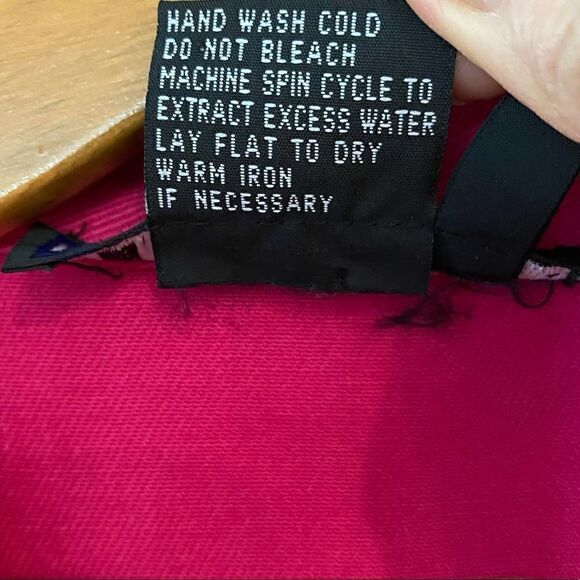 HAND WASH COLD
DO NOT BLEACH
MACHINE SPIN CYCLE TO
EXTRACT EXCESS WATER
LAY FLAT TO DRY
WARM IRON
IF NECESSARY